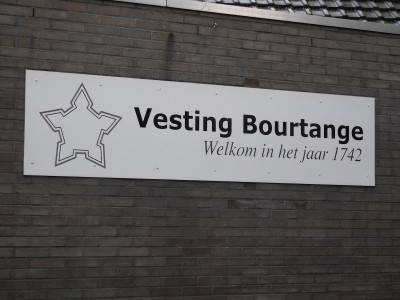 Vesting Bourtange
Welkom in het jaar 1742